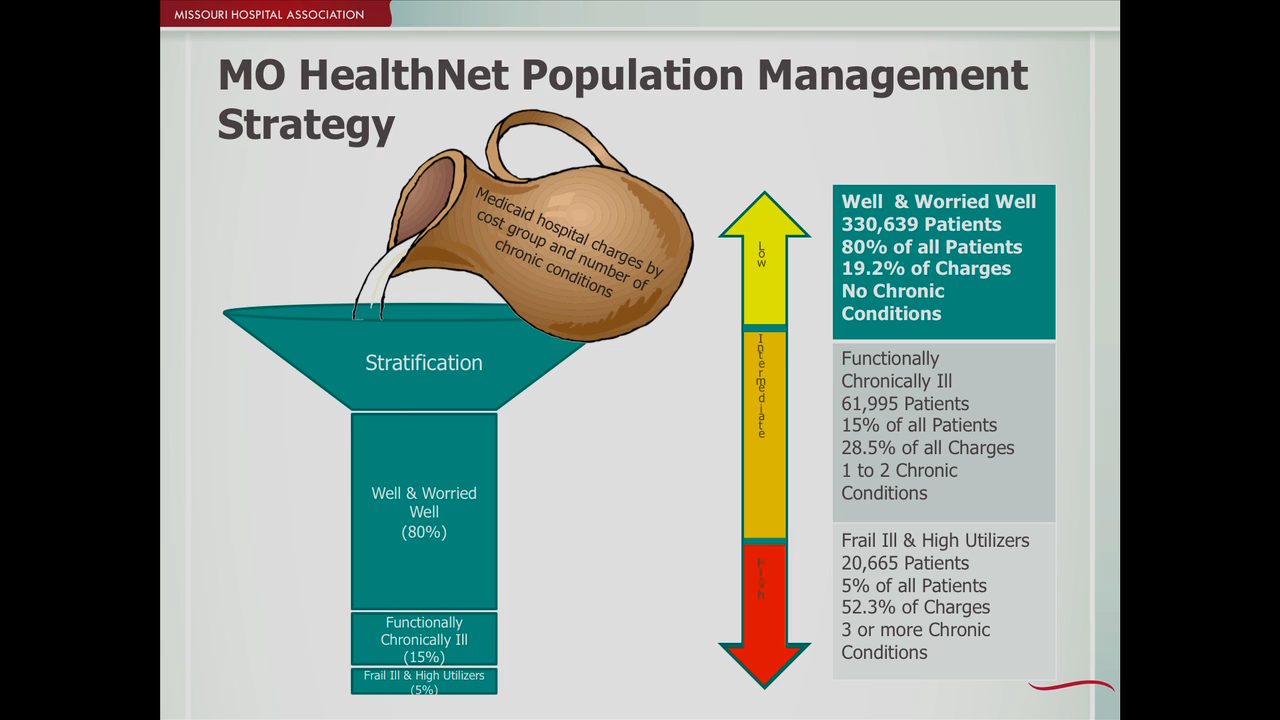 MISSOURI HOSPITAL ASSOCIATION
MO HealthNet Population Management
Strategy
Medicaid hospital charges by
cost group and number of
chronic conditions
Stratification
Well & Worried
Well
(80%)
Functionally
Chronically Ill
(15%)
Frail Ill & High Utilizers
(5%)
Low
Intermediate
High
Well & Worried Well
330,639 Patients
80% of all Patients
19.2% of Charges
No Chronic
Conditions
Functionally
Chronically Ill
61,995 Patients
15% of all Patients
28.5% of all Charges
1 to 2 Chronic
Conditions
Frail Ill & High Utilizers
20,665 Patients
5% of all Patients
52.3% of Charges
3 or more Chronic
Conditions